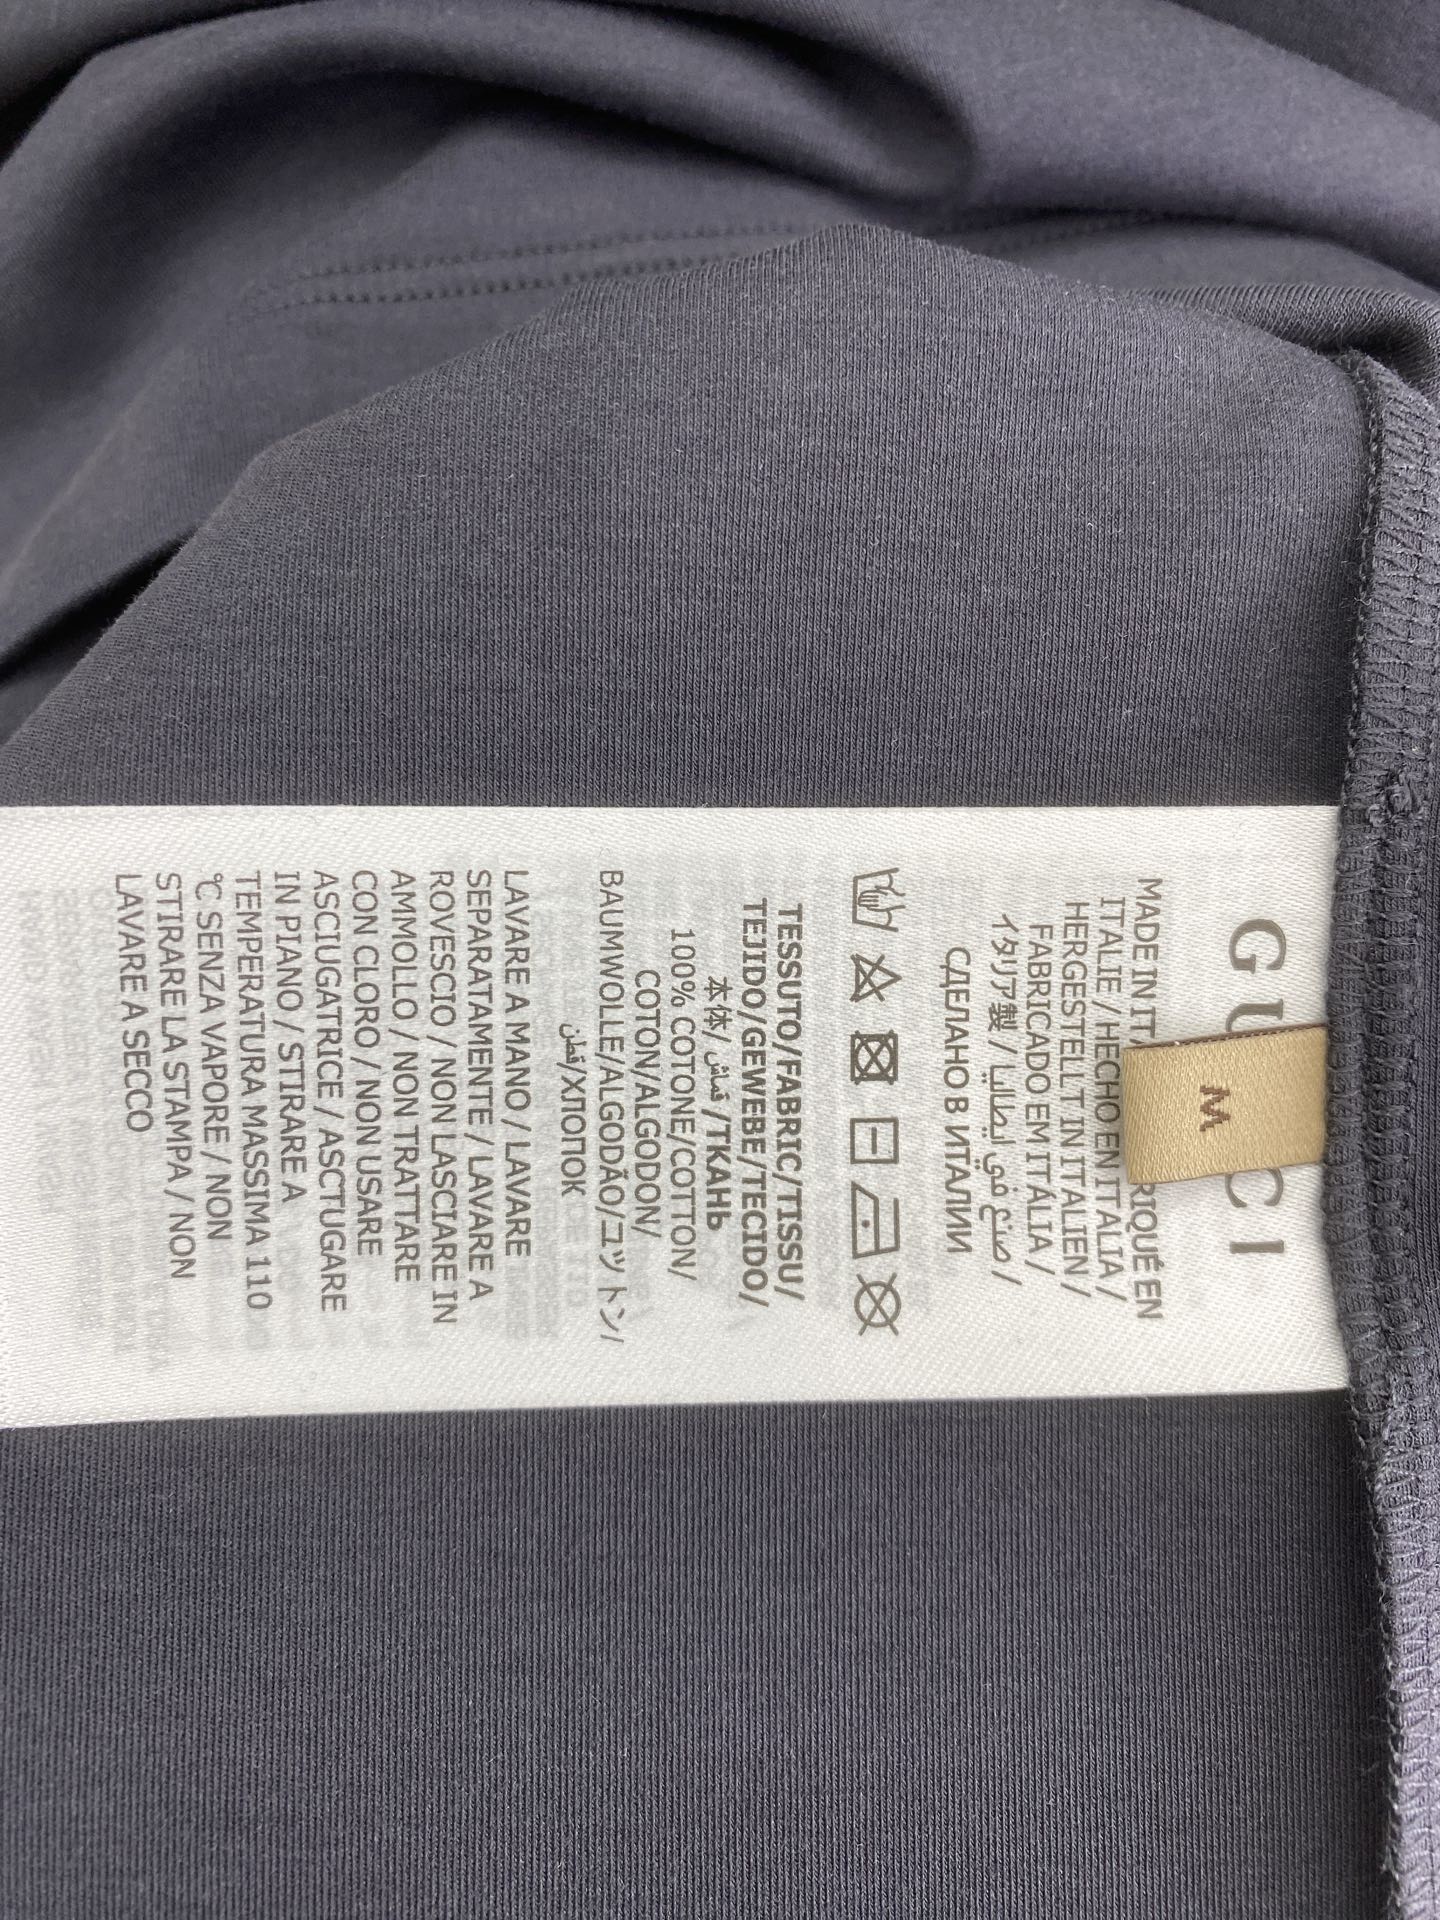 GUCCI
M
MADE IN ITA RIQUÉ EN
ITALIE / HECHO EN ITALIA /
HERGESTELLT IN ITALIEN /
FABRICADO EM ITÁLIA /
イタリア製 / صنع في ايطاليا /
СДЕЛАНО В ИТАЛИИ
TESSUTO/FABRIC/TISSU/
TEJIDO/GEWEBE/TECIDO/
本体/ قماش /ТКАНЬ
100% COTONE/COTTON/
COTON/ALGODON/
BAUMWOLLE/ALGODÃO/コットン/
قطن/ХЛОПОК
LAVARE A MANO / LAVARE
SEPARATAMENTE / LAVARE A
ROVESCIO / NON LASCIARE IN
AMMOLLO / NON TRATTARE
CON CLORO / NON USARE
ASCIUGATRICE / ASCTUGARE
IN PIANO / STIRARE A
TEMPERATURA MASSIMA 110
℃ SENZA VAPORE / NON
STIRARE LA STAMPA / NON
LAVARE A SECCO